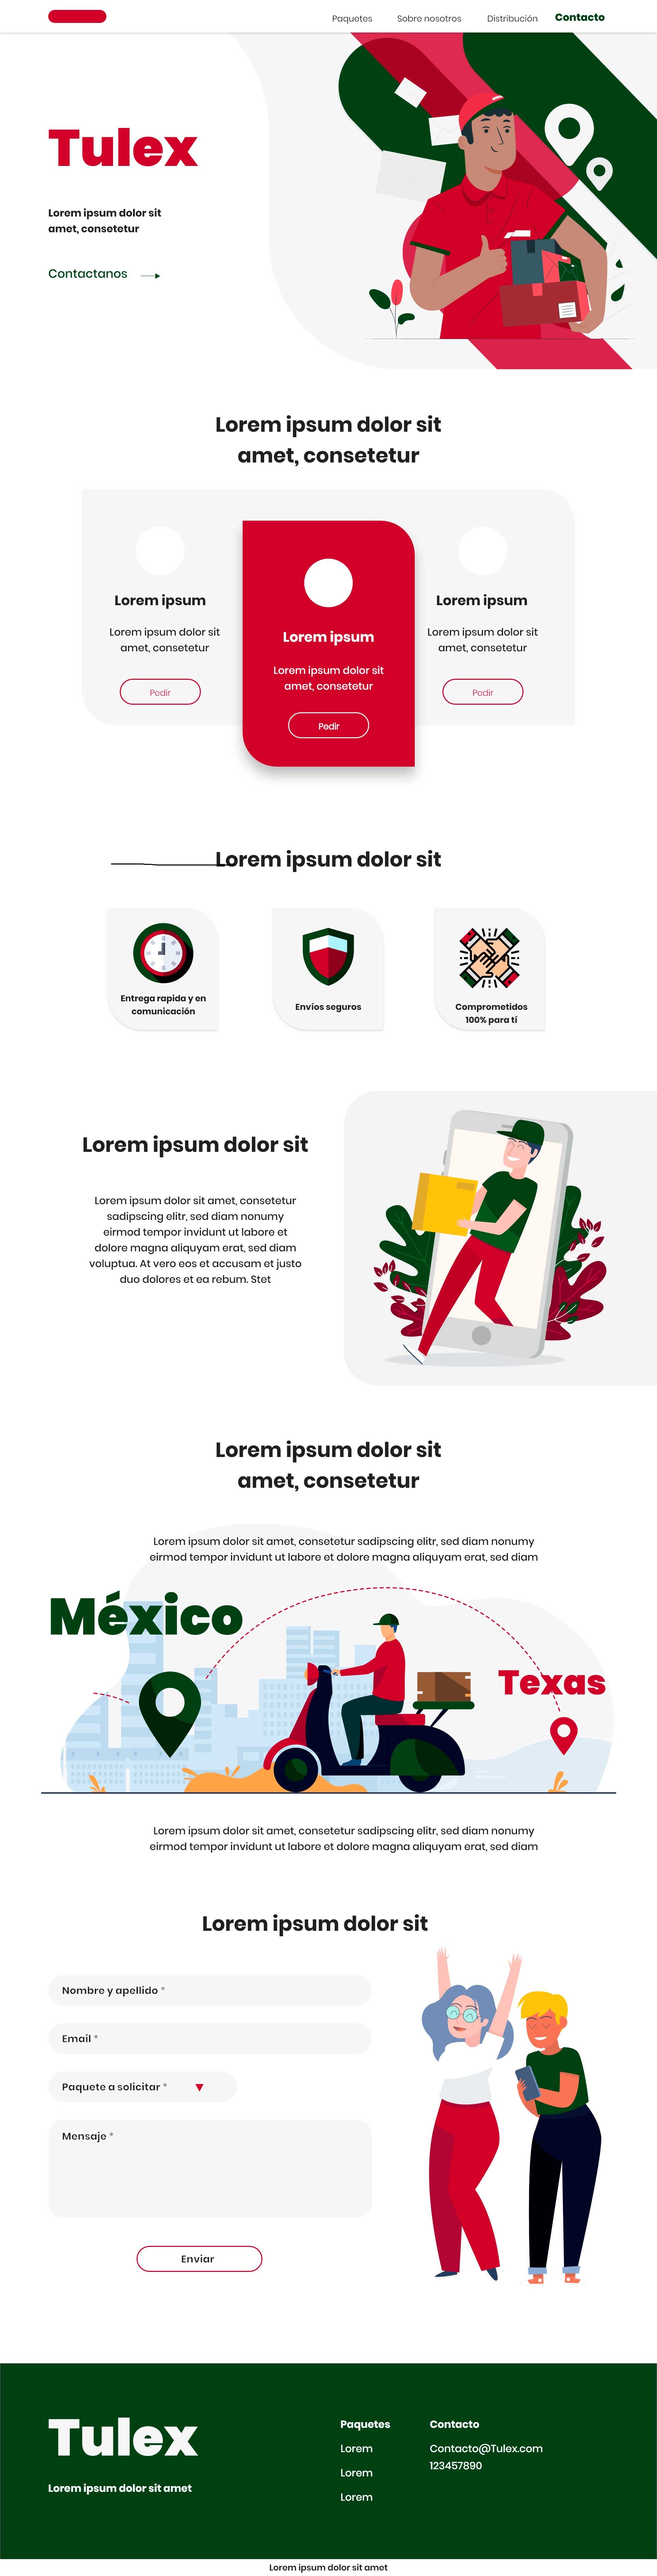 Paquetes Sobre nosotros Distribución Contacto
Tulex
Lorem ipsum dolor sit
amet, consetetur
Contactanos
Lorem ipsum dolor sit
amet, consetetur
Lorem ipsum
Lorem ipsum dolor sit
amet, consetetur
Pedir
Lorem ipsum
Lorem ipsum dolor sit
amet, consetetur
Pedir
Lorem ipsum
Lorem ipsum dolor sit
amet, consetetur
Pedir
Lorem ipsum dolor sit
Entrega rapida y en
comunicación
Envíos seguros
Comprometidos
100% para tí
Lorem ipsum dolor sit
Lorem ipsum dolor sit amet, consetetur
sadipscing elitr, sed diam nonumy
eirmod tempor invidunt ut labore et
dolore magna aliquyam erat, sed diam
voluptua. At vero eos et accusam et justo
duo dolores et ea rebum. Stet
Lorem ipsum dolor sit
amet, consetetur
Lorem ipsum dolor sit amet, consetetur sadipscing elitr, sed diam nonumy
eirmod tempor invidunt ut labore et dolore magna aliquyam erat, sed diam
México
Texas
Lorem ipsum dolor sit amet, consetetur sadipscing elitr, sed diam nonumy
eirmod tempor invidunt ut labore et dolore magna aliquyam erat, sed diam
Lorem ipsum dolor sit
Nombre y apellido *
Email *
Paquete a solicitar *
Mensaje *
Enviar
Tulex
Lorem ipsum dolor sit amet
Paquetes
Lorem
Lorem
Lorem
Contacto
Contacto@Tulex.com
123457890
Lorem ipsum dolor sit amet